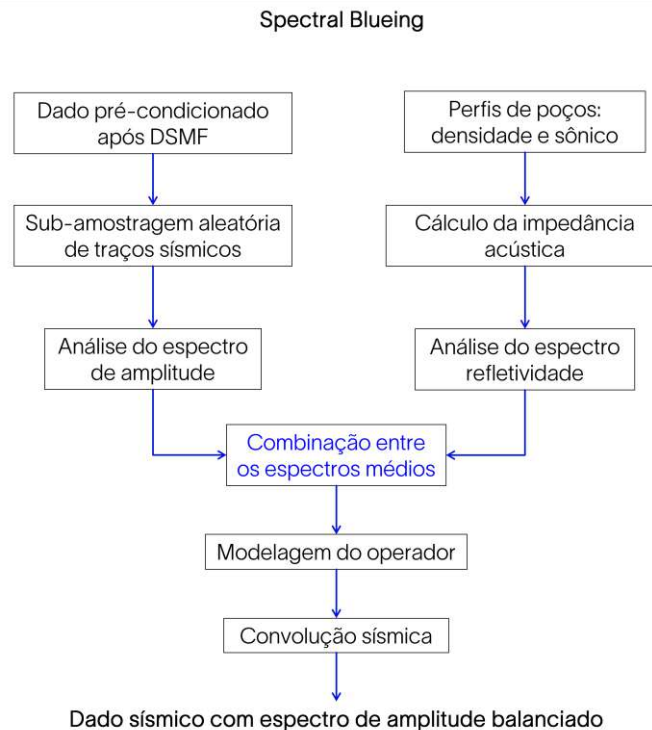 Spectral Blueing
Dado pré-condicionado
após DSMF
Perfis de poços:
densidade e sônico
Sub-amostragem aleatória
de traços sísmicos
Cálculo da impedância
acústica
Análise do espectro
de amplitude
Análise do espectro
refletividade
Combinação entre
os espectros médios
Modelagem do operador
Convolução sísmica
Dado sísmico com espectro de amplitude balanciado